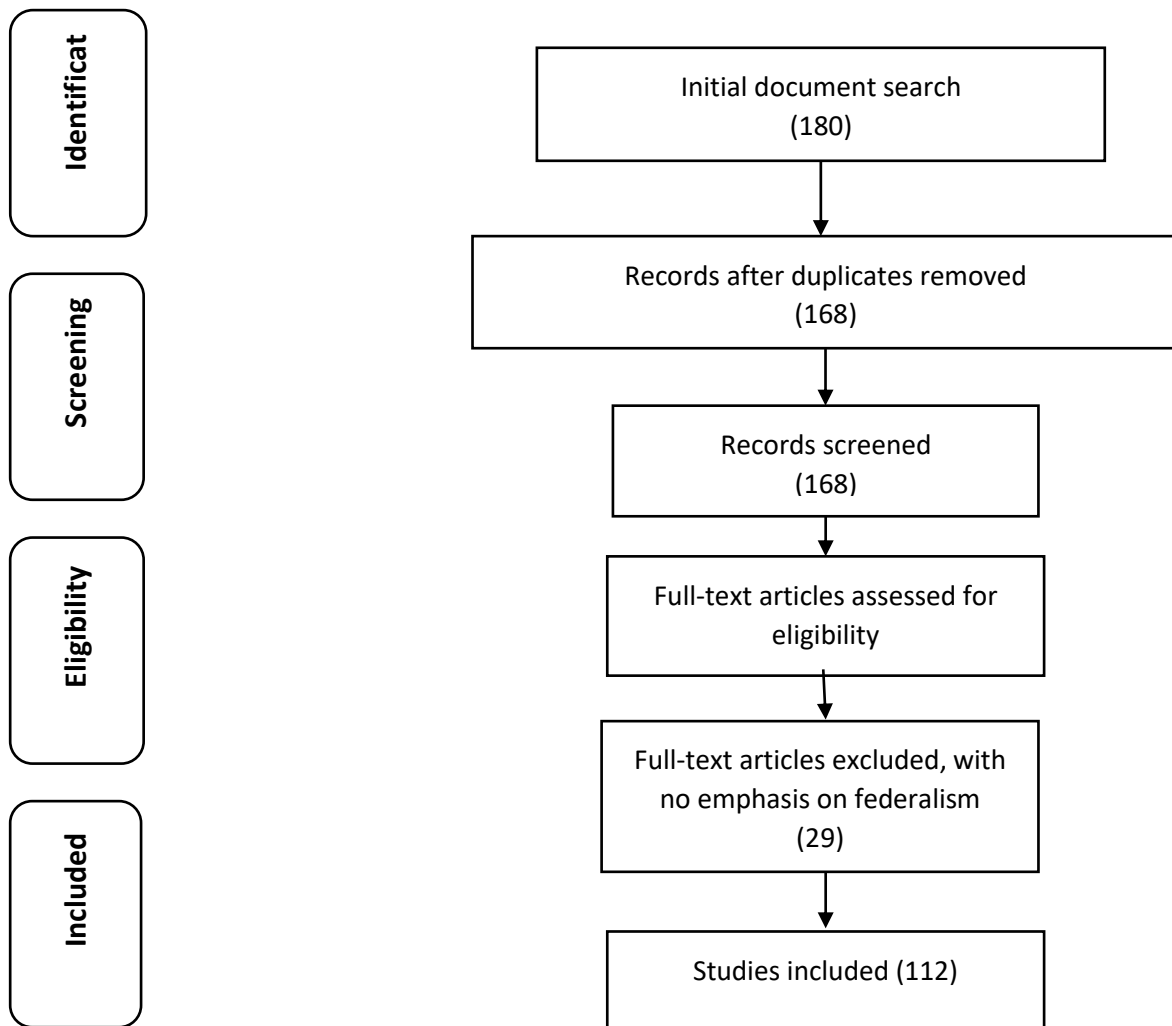 Identificat
Initial document search
(180)
Records after duplicates removed
(168)
Screening
Records screened
(168)
Eligibility
Full-text articles assessed for
eligibility
Full-text articles excluded, with
no emphasis on federalism
(29)
Included
Studies included (112)